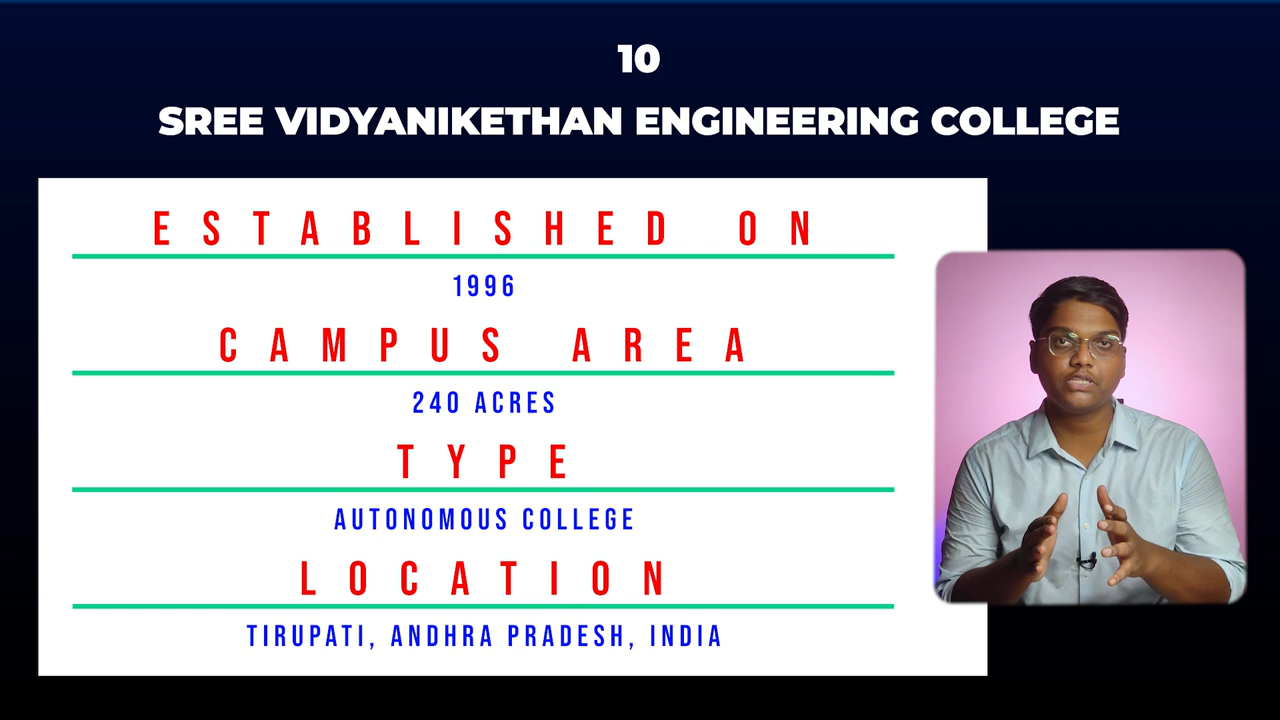 10
SREE VIDYANIKETHAN ENGINEERING COLLEGE
ESTABLISHED ON
1996
CAMPUS AREA
240 ACRES
TYPE
AUTONOMOUS COLLEGE
LOCATION
TIRUPATI, ANDHRA PRADESH, INDIA